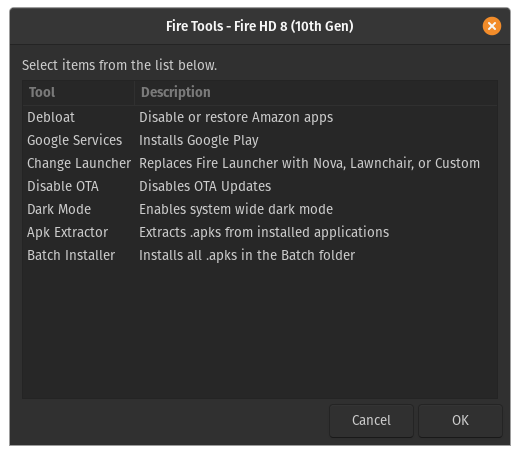 Fire Tools - Fire HD 8 (10th Gen)
Select items from the list below.
Tool Description
Debloat Disable or restore Amazon apps
Google Services Installs Google Play
Change Launcher Replaces Fire Launcher with Nova, Lawnchair, or Custom
Disable OTA Disables OTA Updates
Dark Mode Enables system wide dark mode
Apk Extractor Extracts .apks from installed applications
Batch Installer Installs all .apks in the Batch folder
Cancel OK